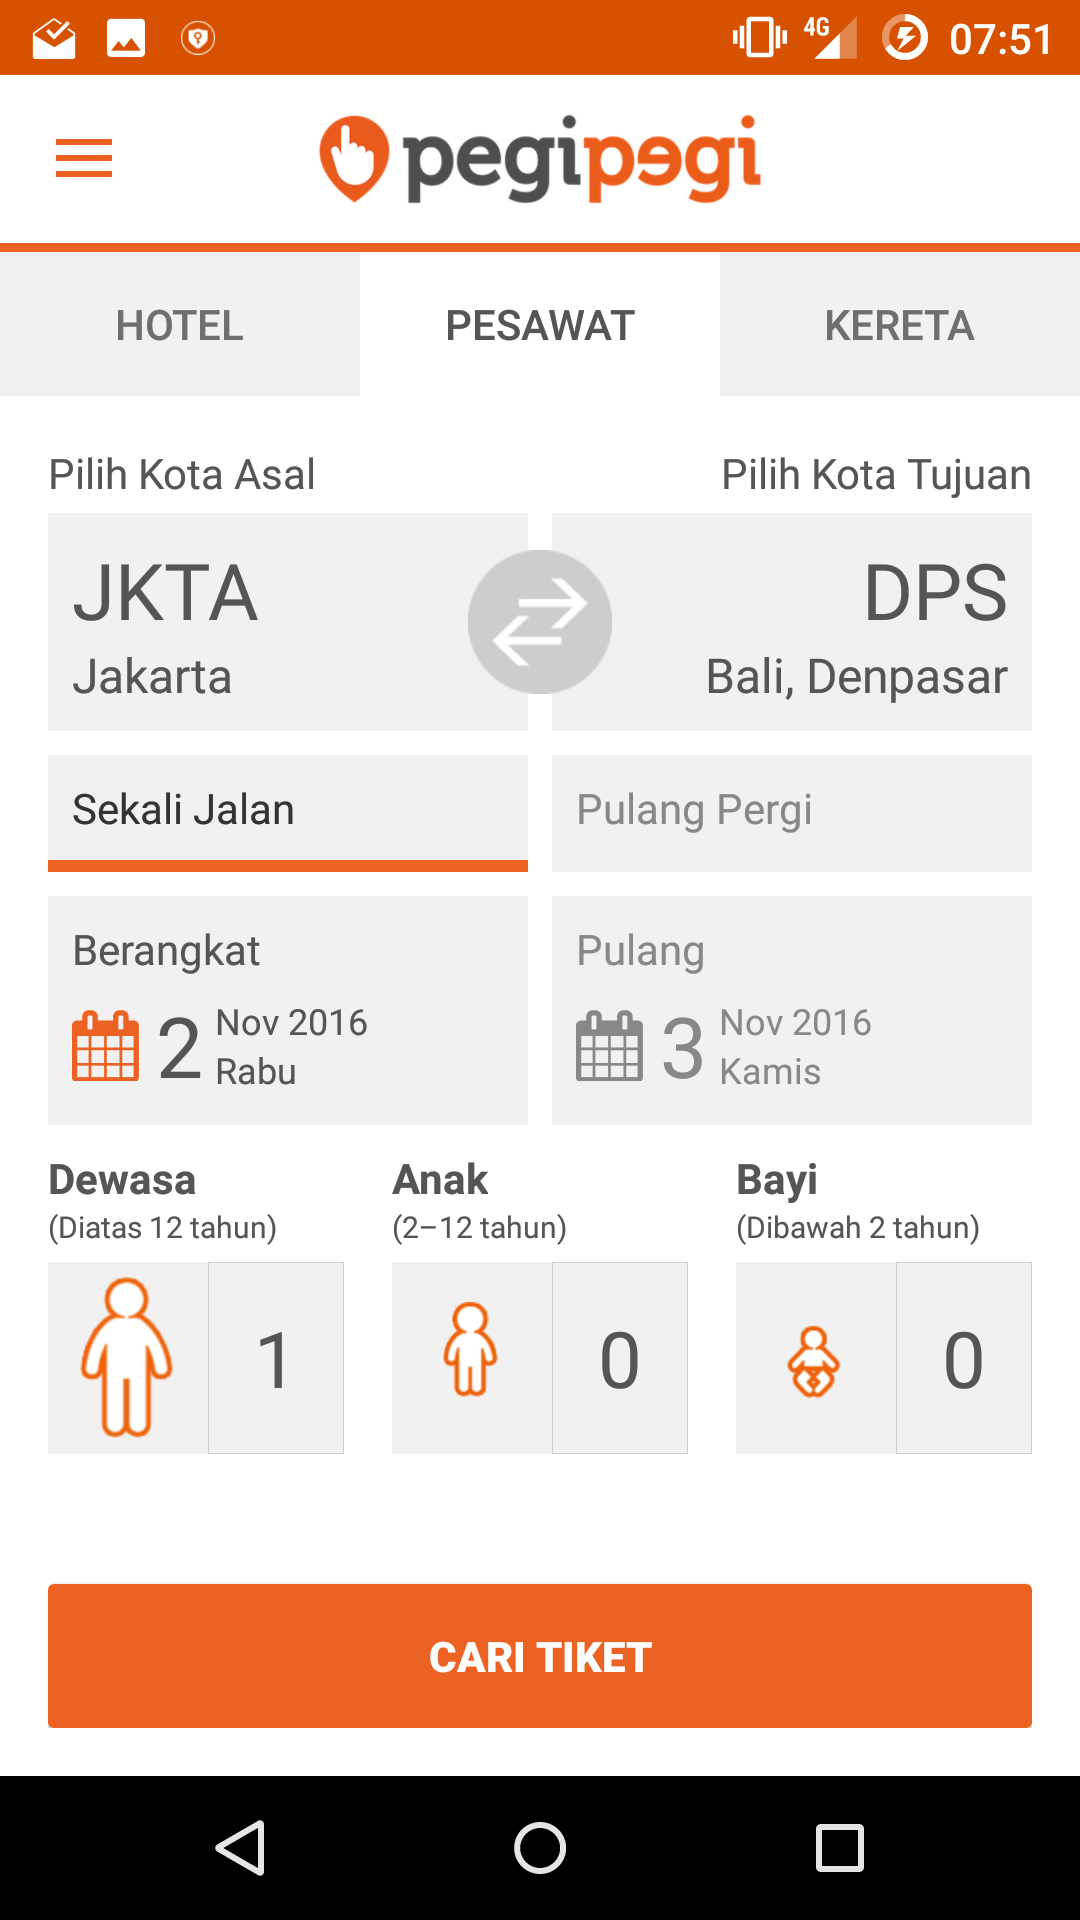 4G 07:51
pegipegi
HOTEL PESAWAT KERETA
Pilih Kota Asal Pilih Kota Tujuan
JKTA DPS
Jakarta Bali, Denpasar
Sekali Jalan Pulang Pergi
Berangkat Pulang
2 Nov 2016 Rabu 3 Nov 2016 Kamis
Dewasa Anak Bayi
(Diatas 12 tahun) (2–12 tahun) (Dibawah 2 tahun)
1 0 0
CARI TIKET